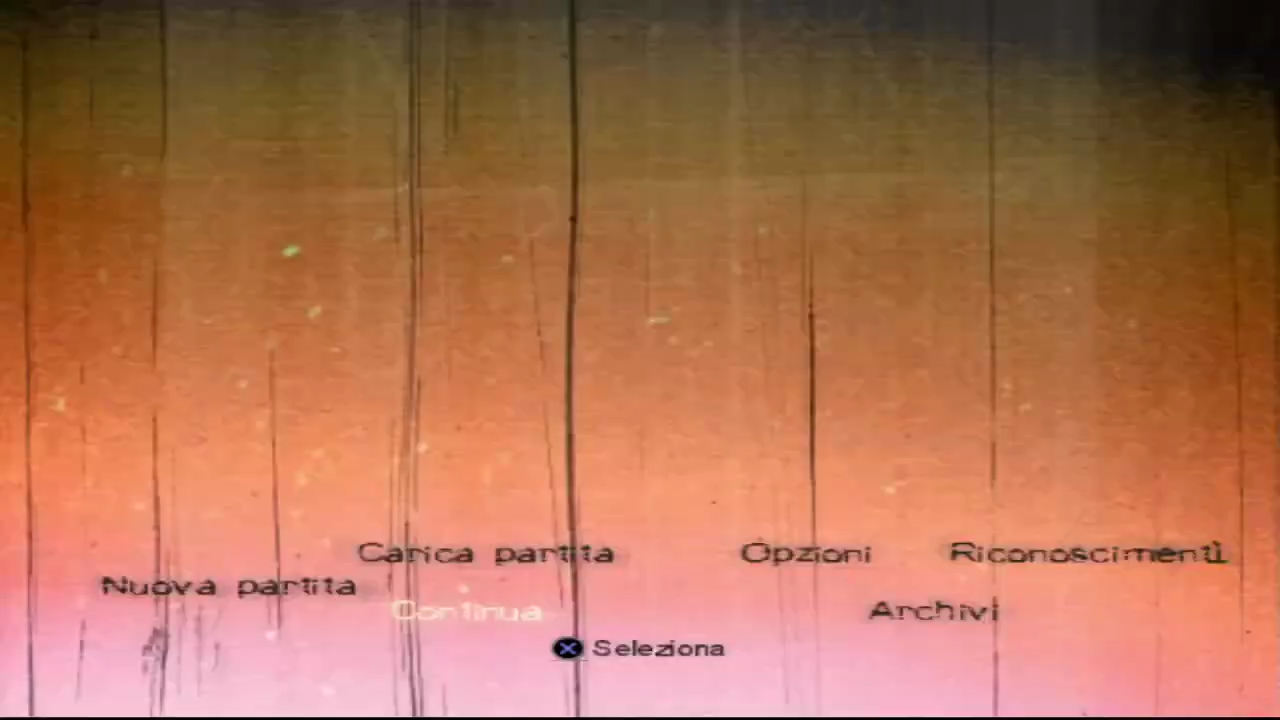 Carica partita Opzioni Riconoscimenti
Nuova partita
Continua Archivi
Seleziona